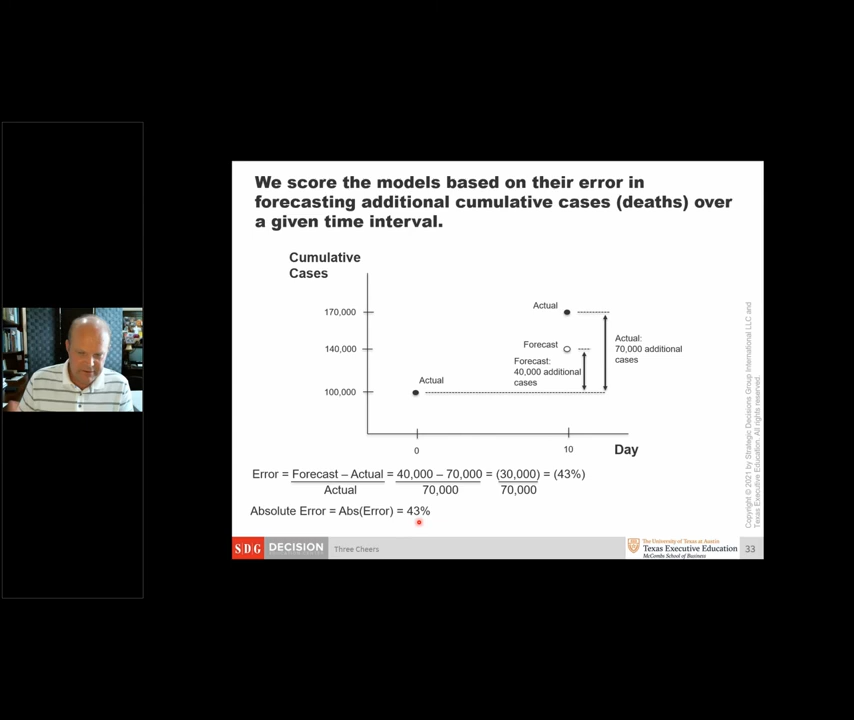 We score the models based on their error in
forecasting additional cumulative cases (deaths) over
a given time interval.
Cumulative
Cases
170,000
140,000
100,000
Actual
Forecast
Forecast:
40,000 additional
cases
Actual
Actual:
70,000 additional
cases
0
10
Day
Error = Forecast – Actual = 40,000 – 70,000 = (30,000) = (43%)
Actual 70,000 70,000
Absolute Error = Abs(Error) = 43%
Copyright © 2021 by Strategic Decisions Group International LLC and
Texas Executive Education. All rights reserved.
SDG
DECISION
Three Cheers
The University of Texas at Austin
Texas Executive Education
McCombs School of Business
33